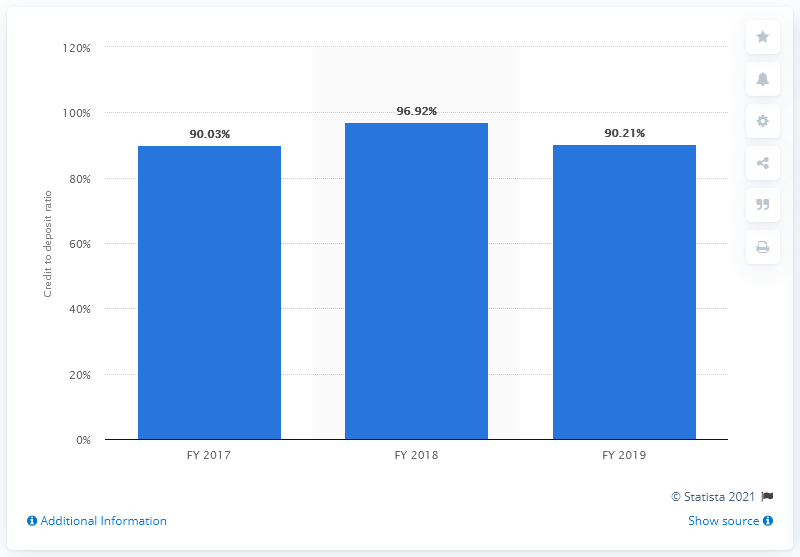 120%
100%
80%
60%
40%
20%
0%
Credit to deposit ratio
90.03%
96.92%
90.21%
FY 2017
FY 2018
FY 2019
© Statista 2021
Additional Information
Show source